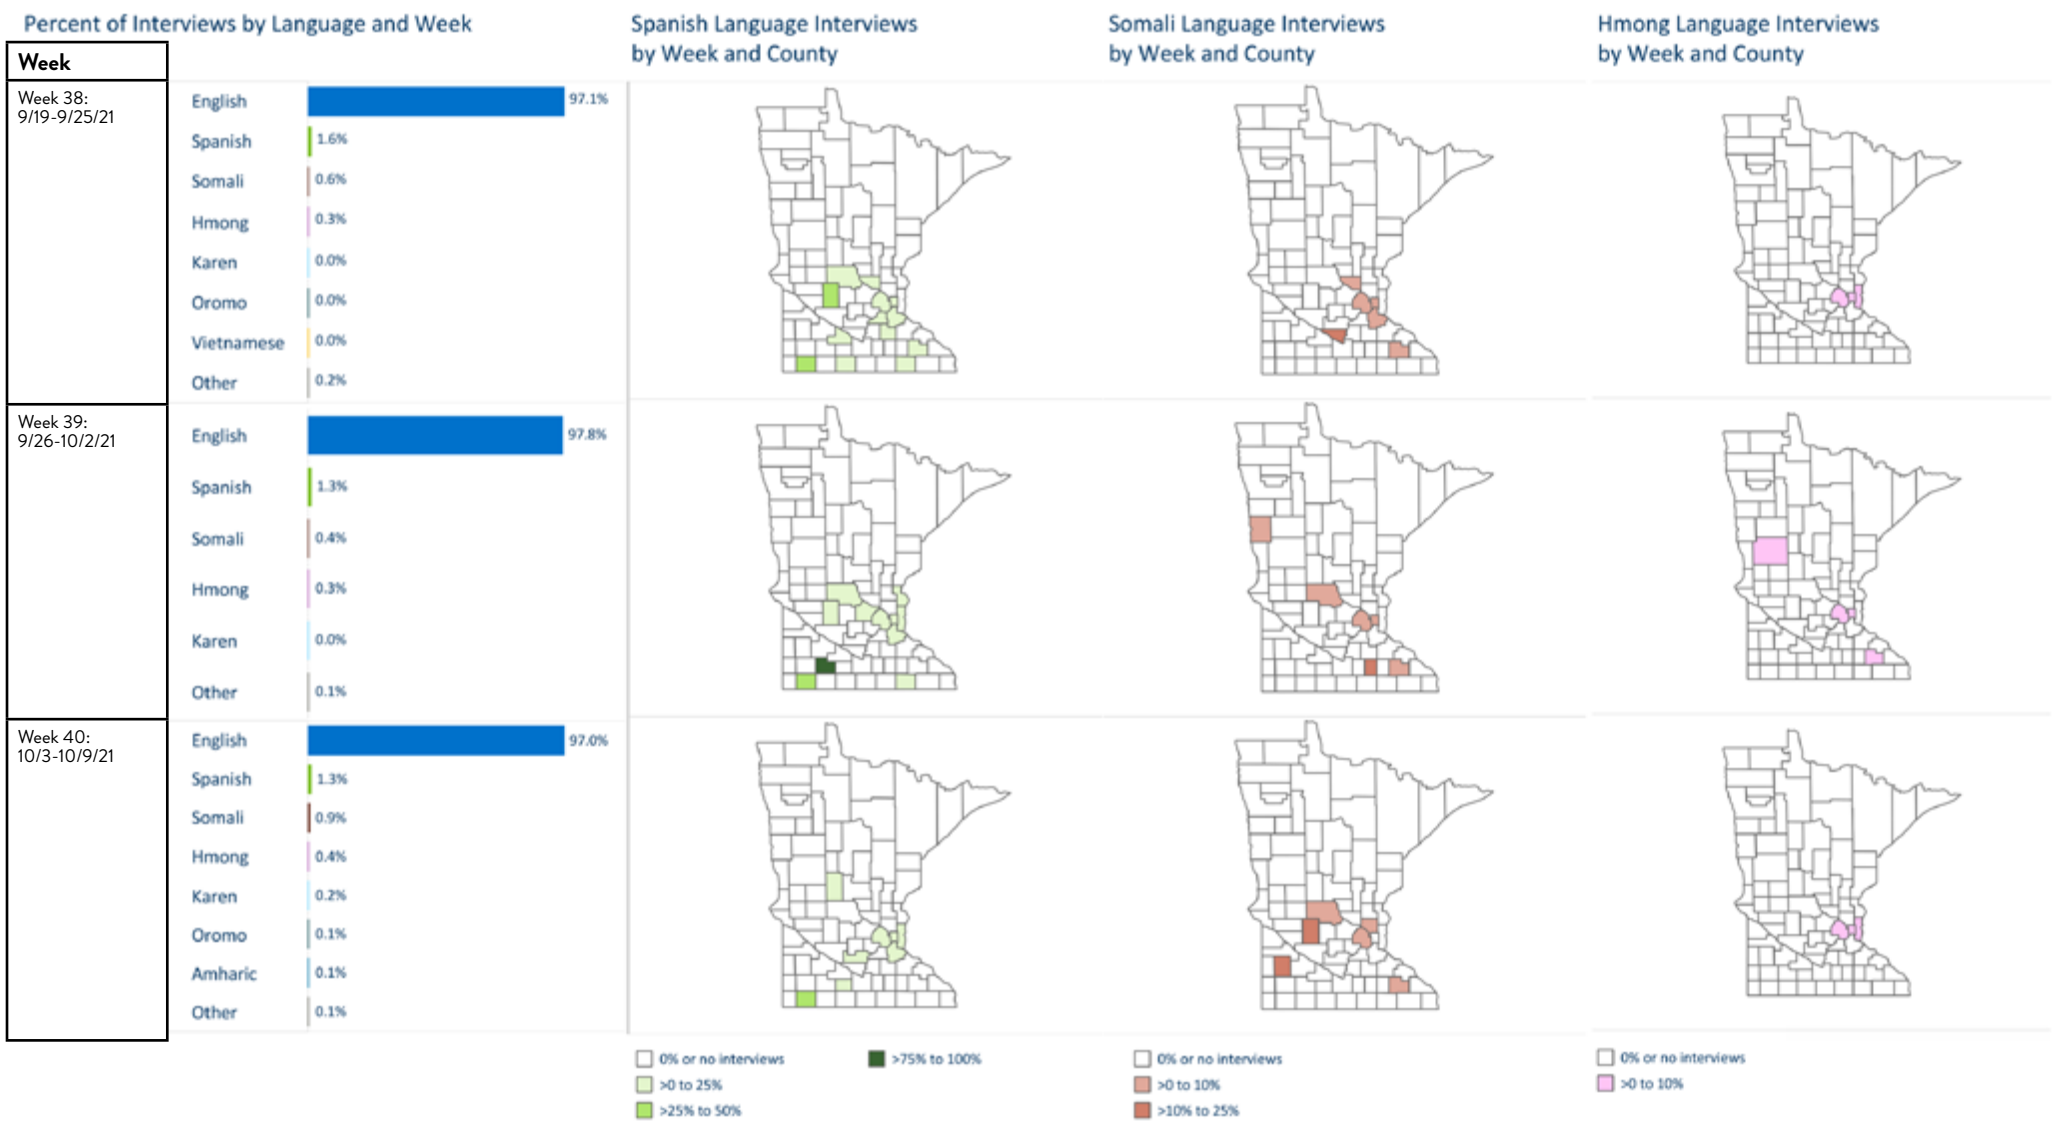 Percent of Interviews by Language and Week
Spanish Language Interviews
by Week and County
Somali Language Interviews
by Week and County
Hmong Language Interviews
by Week and County
Week
Week 38:
9/19-9/25/21
English 97.1%
Spanish 1.6%
Somali 0.6%
Hmong 0.3%
Karen 0.0%
Oromo 0.0%
Vietnamese 0.0%
Other 0.2%
Week 39:
9/26-10/2/21
English 97.8%
Spanish 1.3%
Somali 0.4%
Hmong 0.3%
Karen 0.0%
Other 0.1%
Week 40:
10/3-10/9/21
English 97.0%
Spanish 1.3%
Somali 0.9%
Hmong 0.4%
Karen 0.2%
Oromo 0.1%
Amharic 0.1%
Other 0.1%
0% or no interviews
>0 to 25%
>25% to 50%
>75% to 100%
0% or no interviews
>0 to 10%
>10% to 25%
0% or no interviews
>0 to 10%